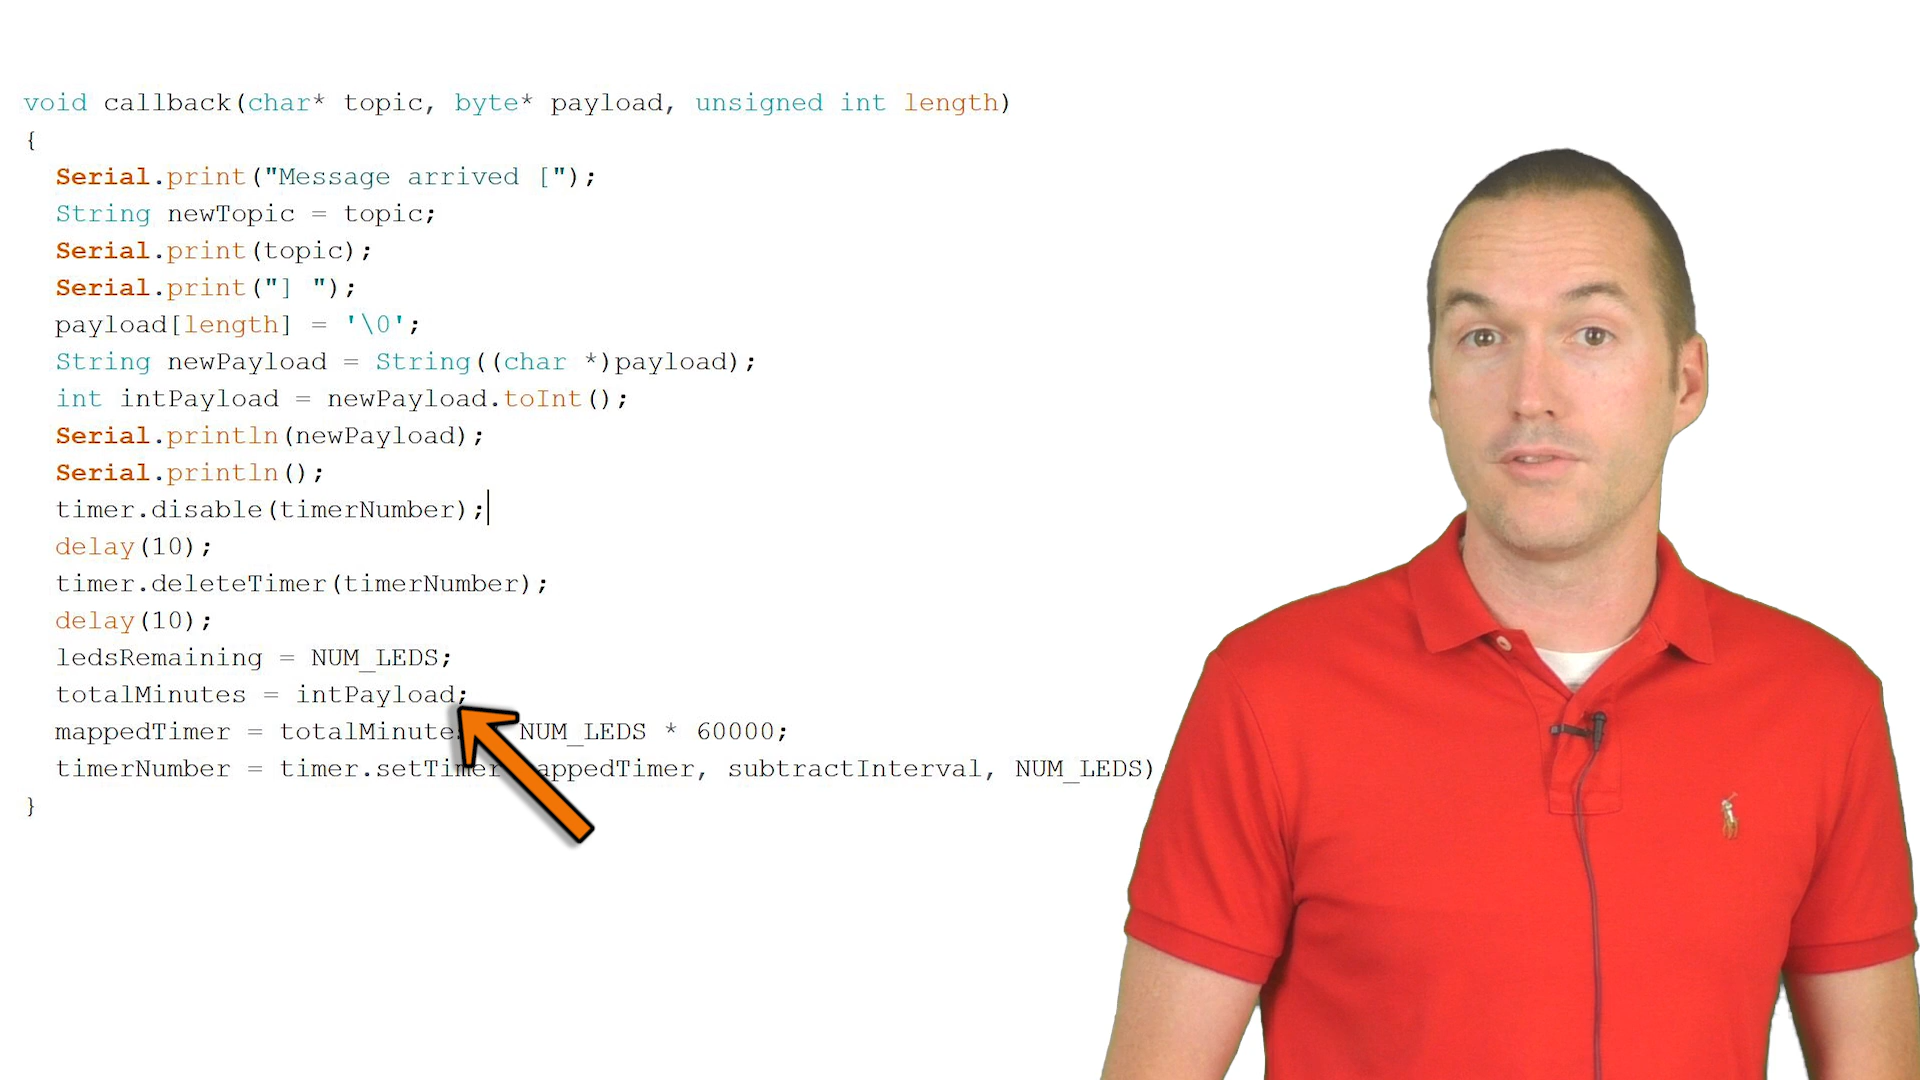 void callback(char* topic, byte* payload, unsigned int length)
{
Serial.print("Message arrived [");
String newTopic = topic;
Serial.print(topic);
Serial.print("] ");
payload[length] = '\0';
String newPayload = String((char *)payload);
int intPayload = newPayload.toInt();
Serial.println(newPayload);
Serial.println();
timer.disable(timerNumber);
delay(10);
timer.deleteTimer(timerNumber);
delay(10);
ledsRemaining = NUM_LEDS;
totalMinutes = intPayload;
mappedTimer = totalMinutes NUM_LEDS * 60000;
timerNumber = timer.setTimer mappedTimer, subtractInterval, NUM_LEDS)
}